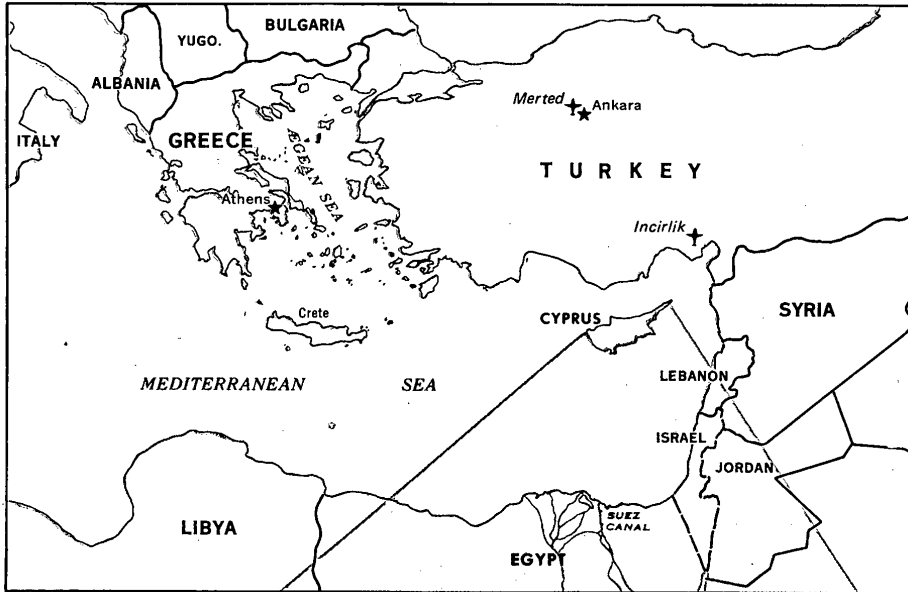 BULGARIA
YUGO.
ALBANIA
ITALY
GREECE
ÆGEAN SEA
Athens
Merted
Ankara
TURKEY
Incirlik
Crete
CYPRUS
SYRIA
LEBANON
MEDITERRANEAN SEA
ISRAEL
JORDAN
LIBYA
SUEZ
CANAL
EGYPT